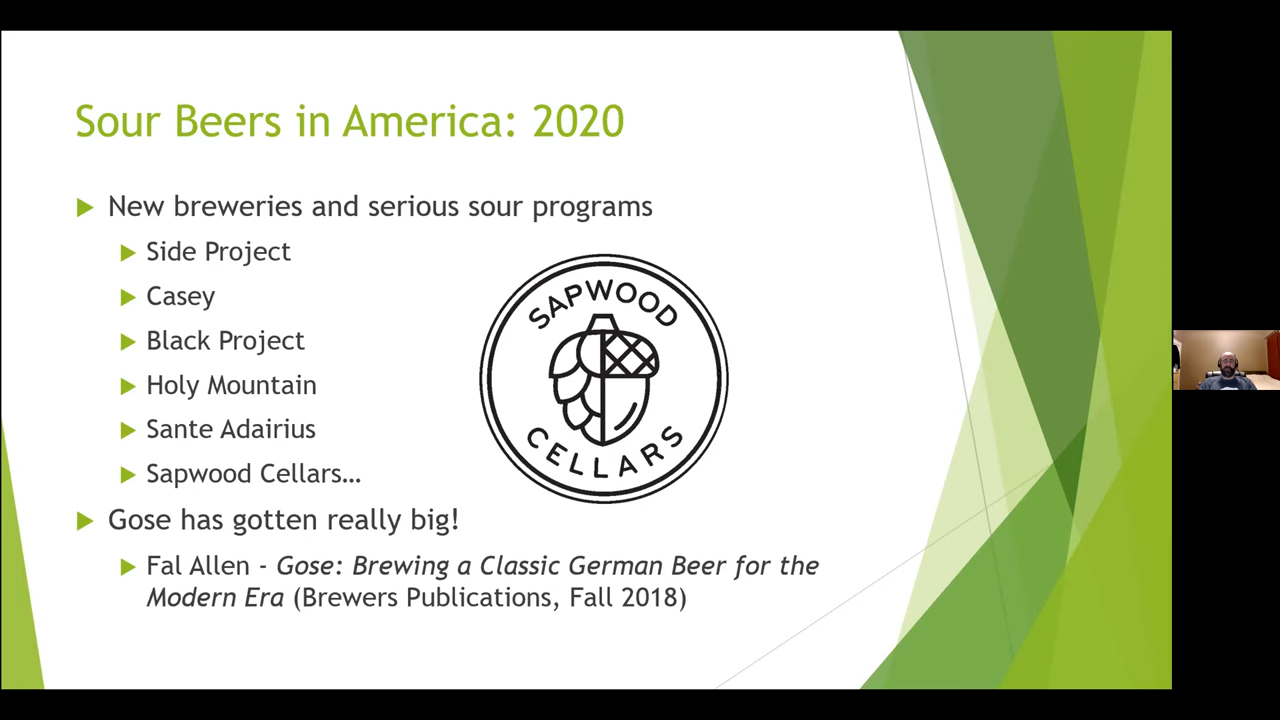 Sour Beers in America: 2020
New breweries and serious sour programs
Side Project
Casey
Black Project
Holy Mountain
Sante Adairius
Sapwood Cellars…
SAPWOOD
CELLARS
Gose has gotten really big!
Fal Allen - Gose: Brewing a Classic German Beer for the
Modern Era (Brewers Publications, Fall 2018)